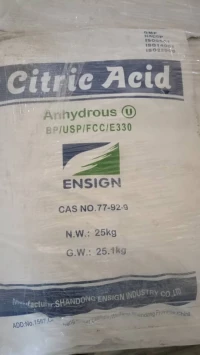 Citric Acid
Anhydrous U
BP/USP/FCC/E330
ENSIGN
CAS NO.77-92-9
N.W.: 25kg
G.W.: 25.1kg
Manufactury SHANDONG ENSIGN INDUSTRY CO.,LTD.